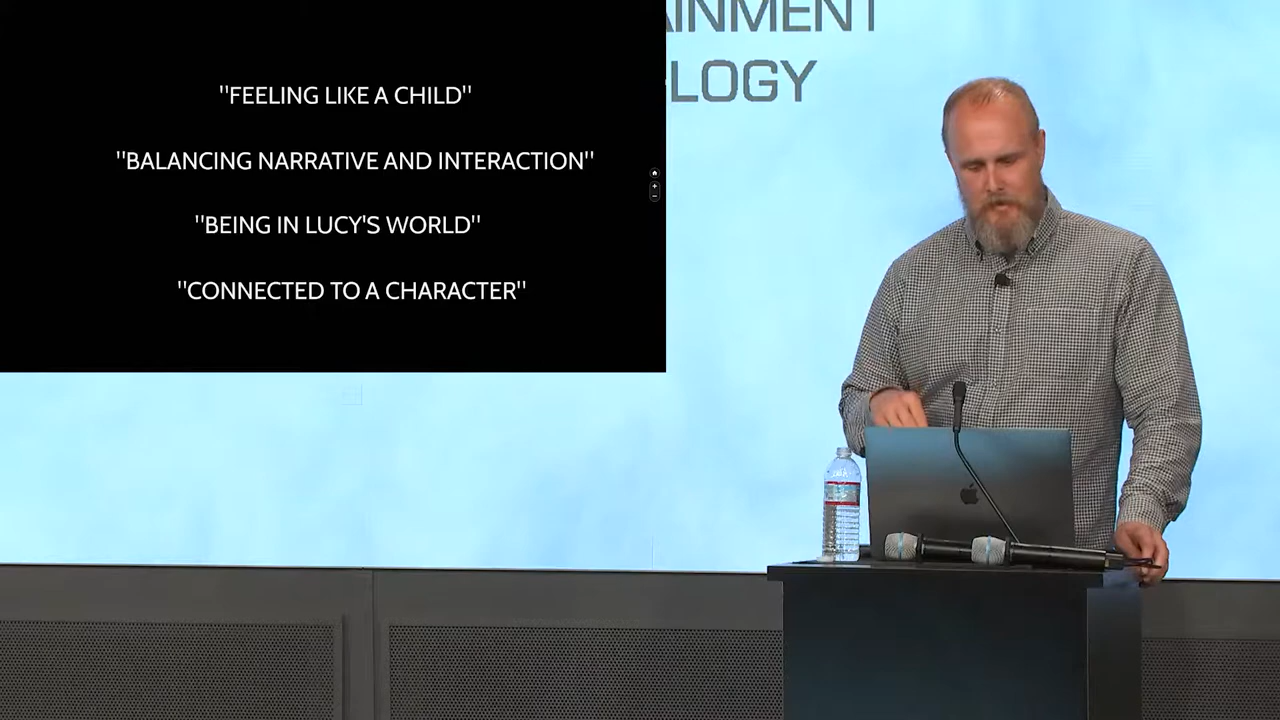 "FEELING LIKE A CHILD"
"BALANCING NARRATIVE AND INTERACTION"
"BEING IN LUCY'S WORLD"
"CONNECTED TO A CHARACTER"
AINMENT
LOGY